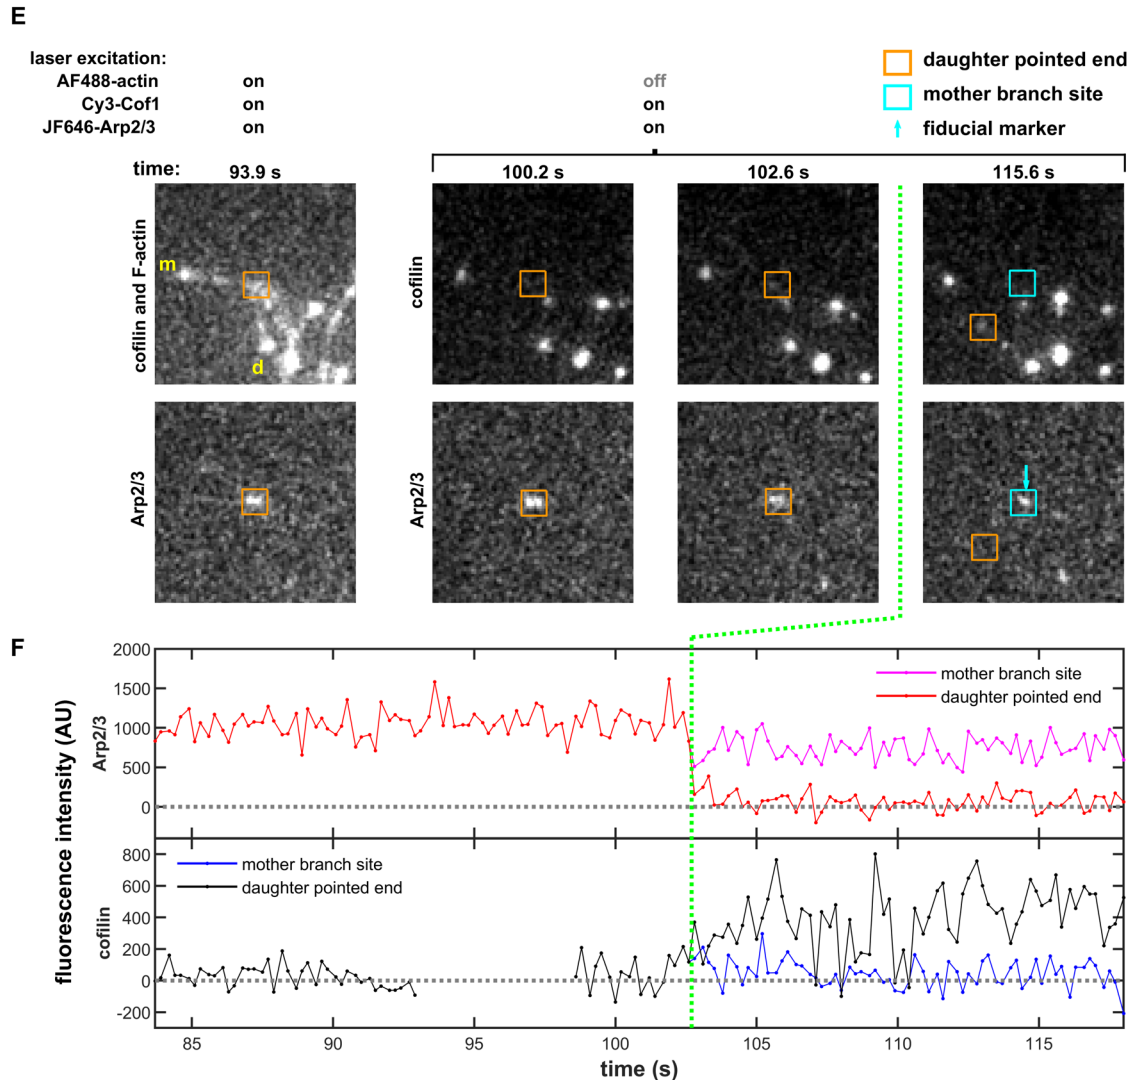 E
laser excitation:
AF488-actin on off
Cy3-Cof1 on on
JF646-Arp2/3 on on
daughter pointed end
mother branch site
fiducial marker
time: 93.9 s 100.2 s 102.6 s 115.6 s
cofilin and F-actin
m
d
cofilin
Arp2/3
Arp2/3
F
fluorescence intensity (AU)
Arp2/3
2000
1500
1000
500
0
mother branch site
daughter pointed end
cofilin
800
600
400
200
0
-200
mother branch site
daughter pointed end
85 90 95 100 105 110 115
time (s)